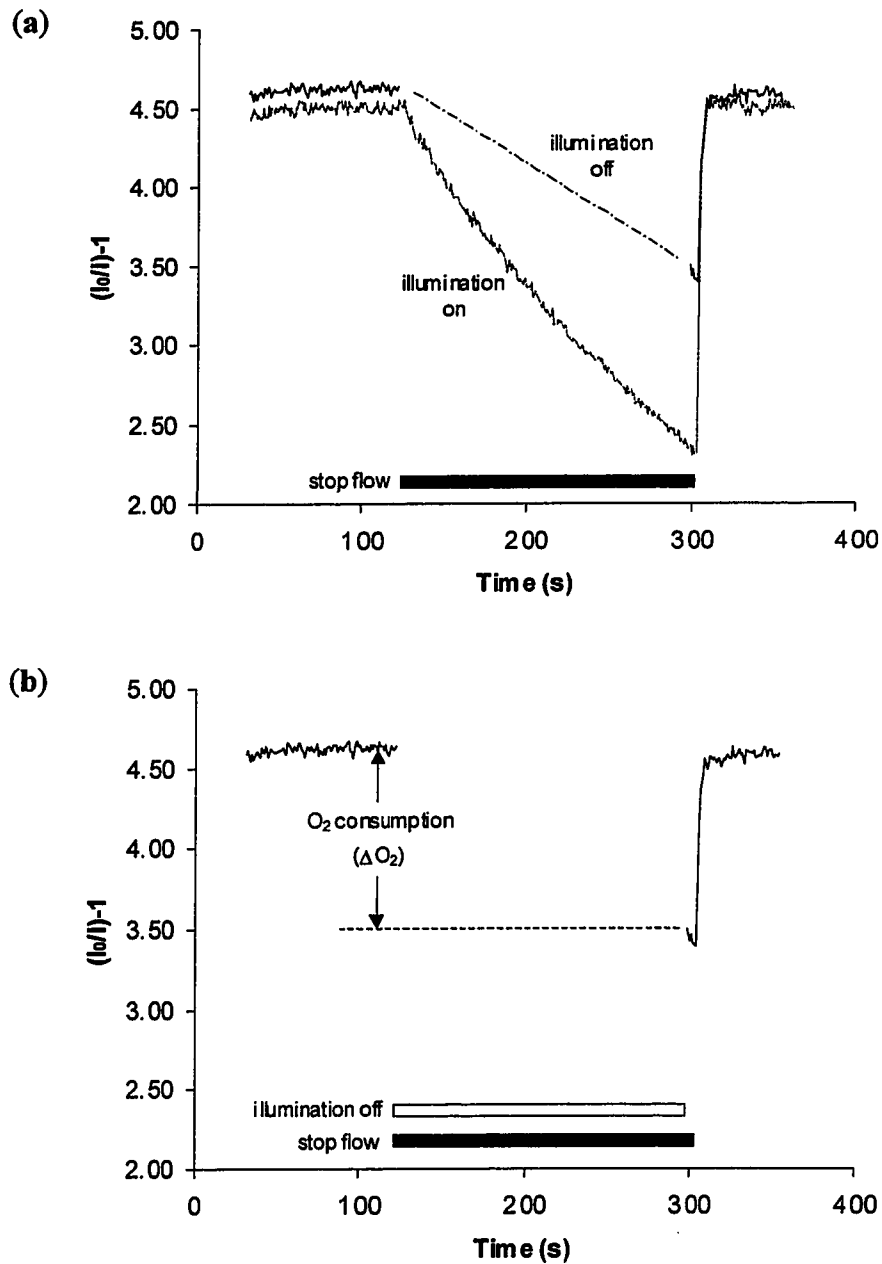 (a)
5.00
4.50
4.00
3.50
3.00
2.50
2.00
(I₀/I)-1
illumination
off
illumination
on
stop flow
0
100
200
300
400
Time (s)
(b)
5.00
4.50
4.00
3.50
3.00
2.50
2.00
(I₀/I)-1
O₂ consumption
(ΔO₂)
illumination off
stop flow
0
100
200
300
400
Time (s)